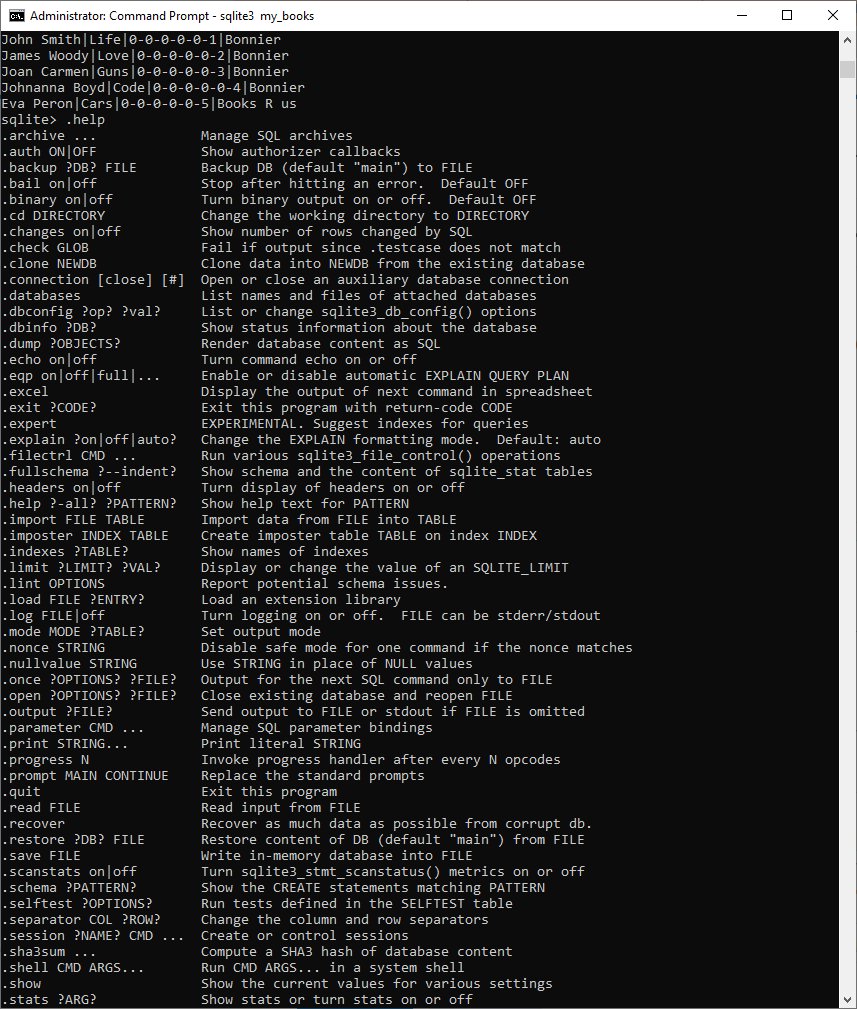 Administrator: Command Prompt - sqlite3  my_books
John Smith|Life|0-0-0-0-0-1|Bonnier
James Woody|Love|0-0-0-0-0-2|Bonnier
Joan Carmen|Guns|0-0-0-0-0-3|Bonnier
Johnanna Boyd|Code|0-0-0-0-0-4|Bonnier
Eva Peron|Cars|0-0-0-0-0-5|Books R us
sqlite> .help
.archive ...             Manage SQL archives
.auth ON|OFF             Show authorizer callbacks
.backup ?DB? FILE        Backup DB (default "main") to FILE
.bail on|off             Stop after hitting an error.  Default OFF
.binary on|off           Turn binary output on or off.  Default OFF
.cd DIRECTORY            Change the working directory to DIRECTORY
.changes on|off          Show number of rows changed by SQL
.check GLOB              Fail if output since .testcase does not match
.clone NEWDB             Clone data into NEWDB from the existing database
.connection [close] [#]  Open or close an auxiliary database connection
.databases               List names and files of attached databases
.dbconfig ?op? ?val?     List or change sqlite3_db_config() options
.dbinfo ?DB?             Show status information about the database
.dump ?OBJECTS?          Render database content as SQL
.echo on|off             Turn command echo on or off
.eqp on|off|full|...     Enable or disable automatic EXPLAIN QUERY PLAN
.excel                   Display the output of next command in spreadsheet
.exit ?CODE?             Exit this program with return-code CODE
.expert                  EXPERIMENTAL. Suggest indexes for queries
.explain ?on|off|auto?   Change the EXPLAIN formatting mode.  Default: auto
.filectrl CMD ...        Run various sqlite3_file_control() operations
.fullschema ?--indent?   Show schema and the content of sqlite_stat tables
.headers on|off          Turn display of headers on or off
.help ?-all? ?PATTERN?   Show help text for PATTERN
.import FILE TABLE       Import data from FILE into TABLE
.imposter INDEX TABLE    Create imposter table TABLE on index INDEX
.indexes ?TABLE?         Show names of indexes
.limit ?LIMIT? ?VAL?     Display or change the value of an SQLITE_LIMIT
.lint OPTIONS            Report potential schema issues.
.load FILE ?ENTRY?       Load an extension library
.log FILE|off            Turn logging on or off.  FILE can be stderr/stdout
.mode MODE ?TABLE?       Set output mode
.nonce STRING            Disable safe mode for one command if the nonce matches
.nullvalue STRING        Use STRING in place of NULL values
.once ?OPTIONS? ?FILE?   Output for the next SQL command only to FILE
.open ?OPTIONS? ?FILE?   Close existing database and reopen FILE
.output ?FILE?           Send output to FILE or stdout if FILE is omitted
.parameter CMD ...       Manage SQL parameter bindings
.print STRING...         Print literal STRING
.progress N              Invoke progress handler after every N opcodes
.prompt MAIN CONTINUE    Replace the standard prompts
.quit                    Exit this program
.read FILE               Read input from FILE
.recover                 Recover as much data as possible from corrupt db.
.restore ?DB? FILE       Restore content of DB (default "main") from FILE
.save FILE               Write in-memory database into FILE
.scanstats on|off        Turn sqlite3_stmt_scanstatus() metrics on or off
.schema ?PATTERN?        Show the CREATE statements matching PATTERN
.selftest ?OPTIONS?      Run tests defined in the SELFTEST table
.separator COL ?ROW?     Change the column and row separators
.session ?NAME? CMD ...  Create or control sessions
.sha3sum ...             Compute a SHA3 hash of database content
.shell CMD ARGS...       Run CMD ARGS... in a system shell
.show                    Show the current values for various settings
.stats ?ARG?             Show stats or turn stats on or off